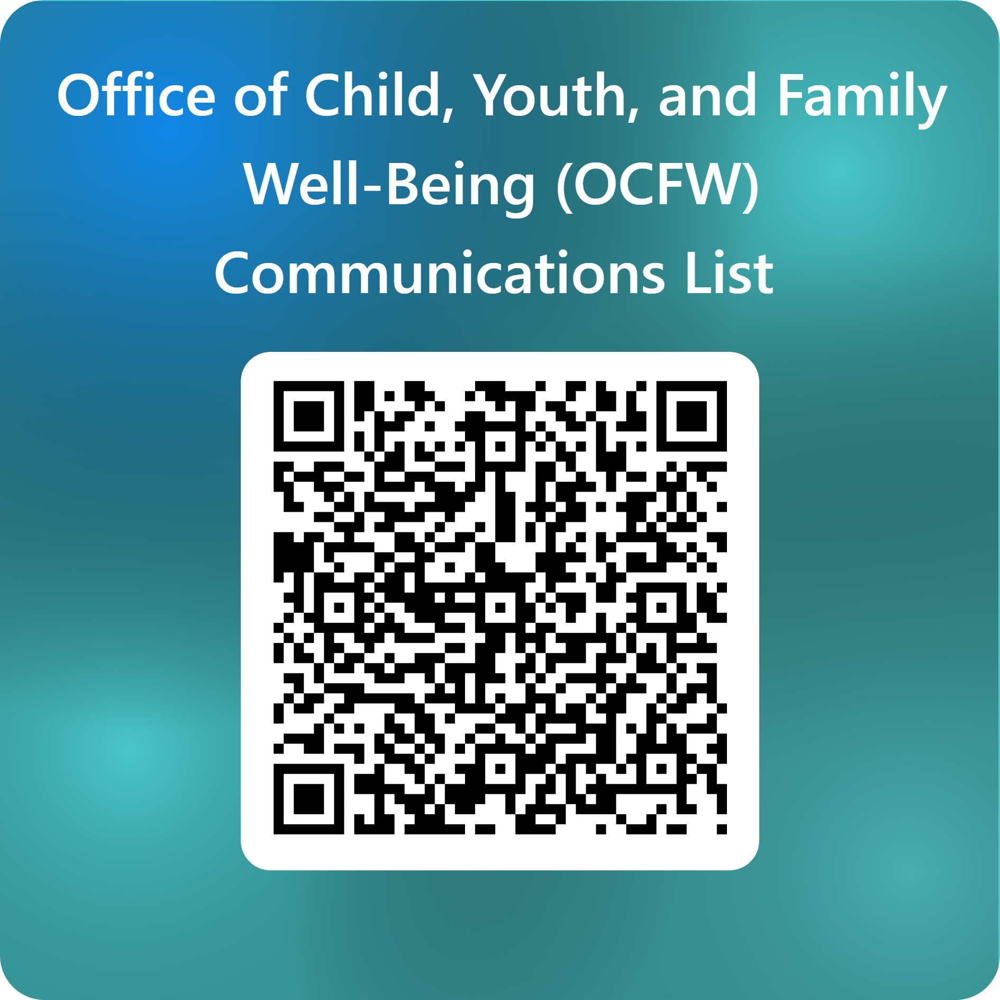 Office of Child, Youth, and Family
Well-Being (OCFW)
Communications List